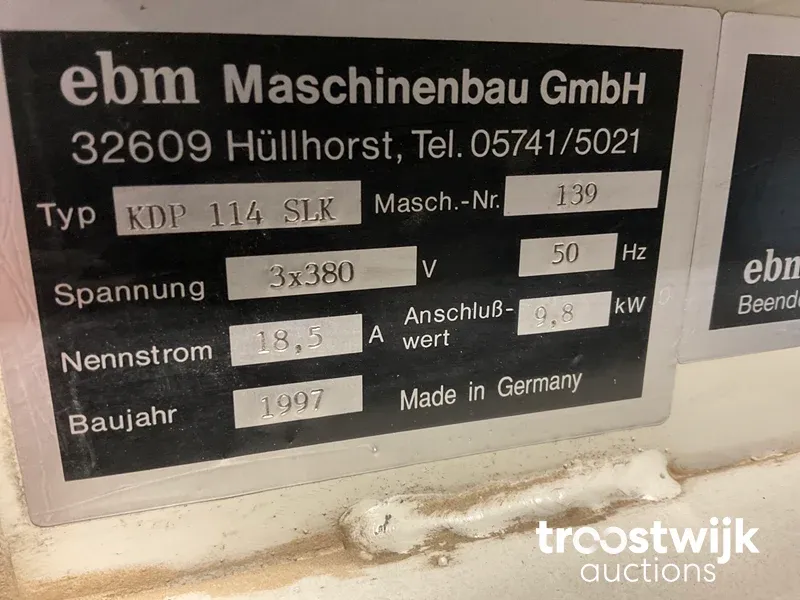 ebm Maschinenbau GmbH
32609 Hüllhorst, Tel. 05741/5021
Typ KDP 114 SLK Masch.-Nr. 139
Spannung 3x380 V 50 Hz
Nennstrom 18,5 A Anschluß-wert 9,8 kW
Baujahr 1997 Made in Germany
ebm
troostwijk
auctions